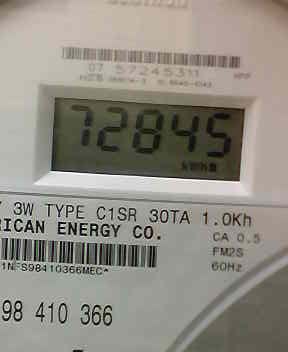 07 57245311
72845
3W TYPE C1SR 30TA 1.0Kh
RICAN ENERGY CO.
CA 0.5
FM2S
60Hz
1NFS98410366MEC*
98 410 366